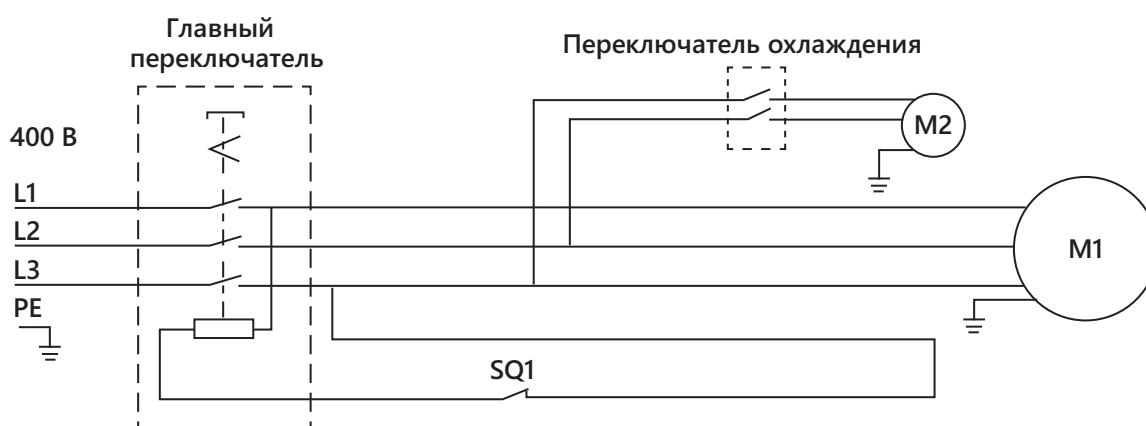 Главный
переключатель
Переключатель охлаждения
400 В
M2
L1
L2
M1
L3
PE
SQ1